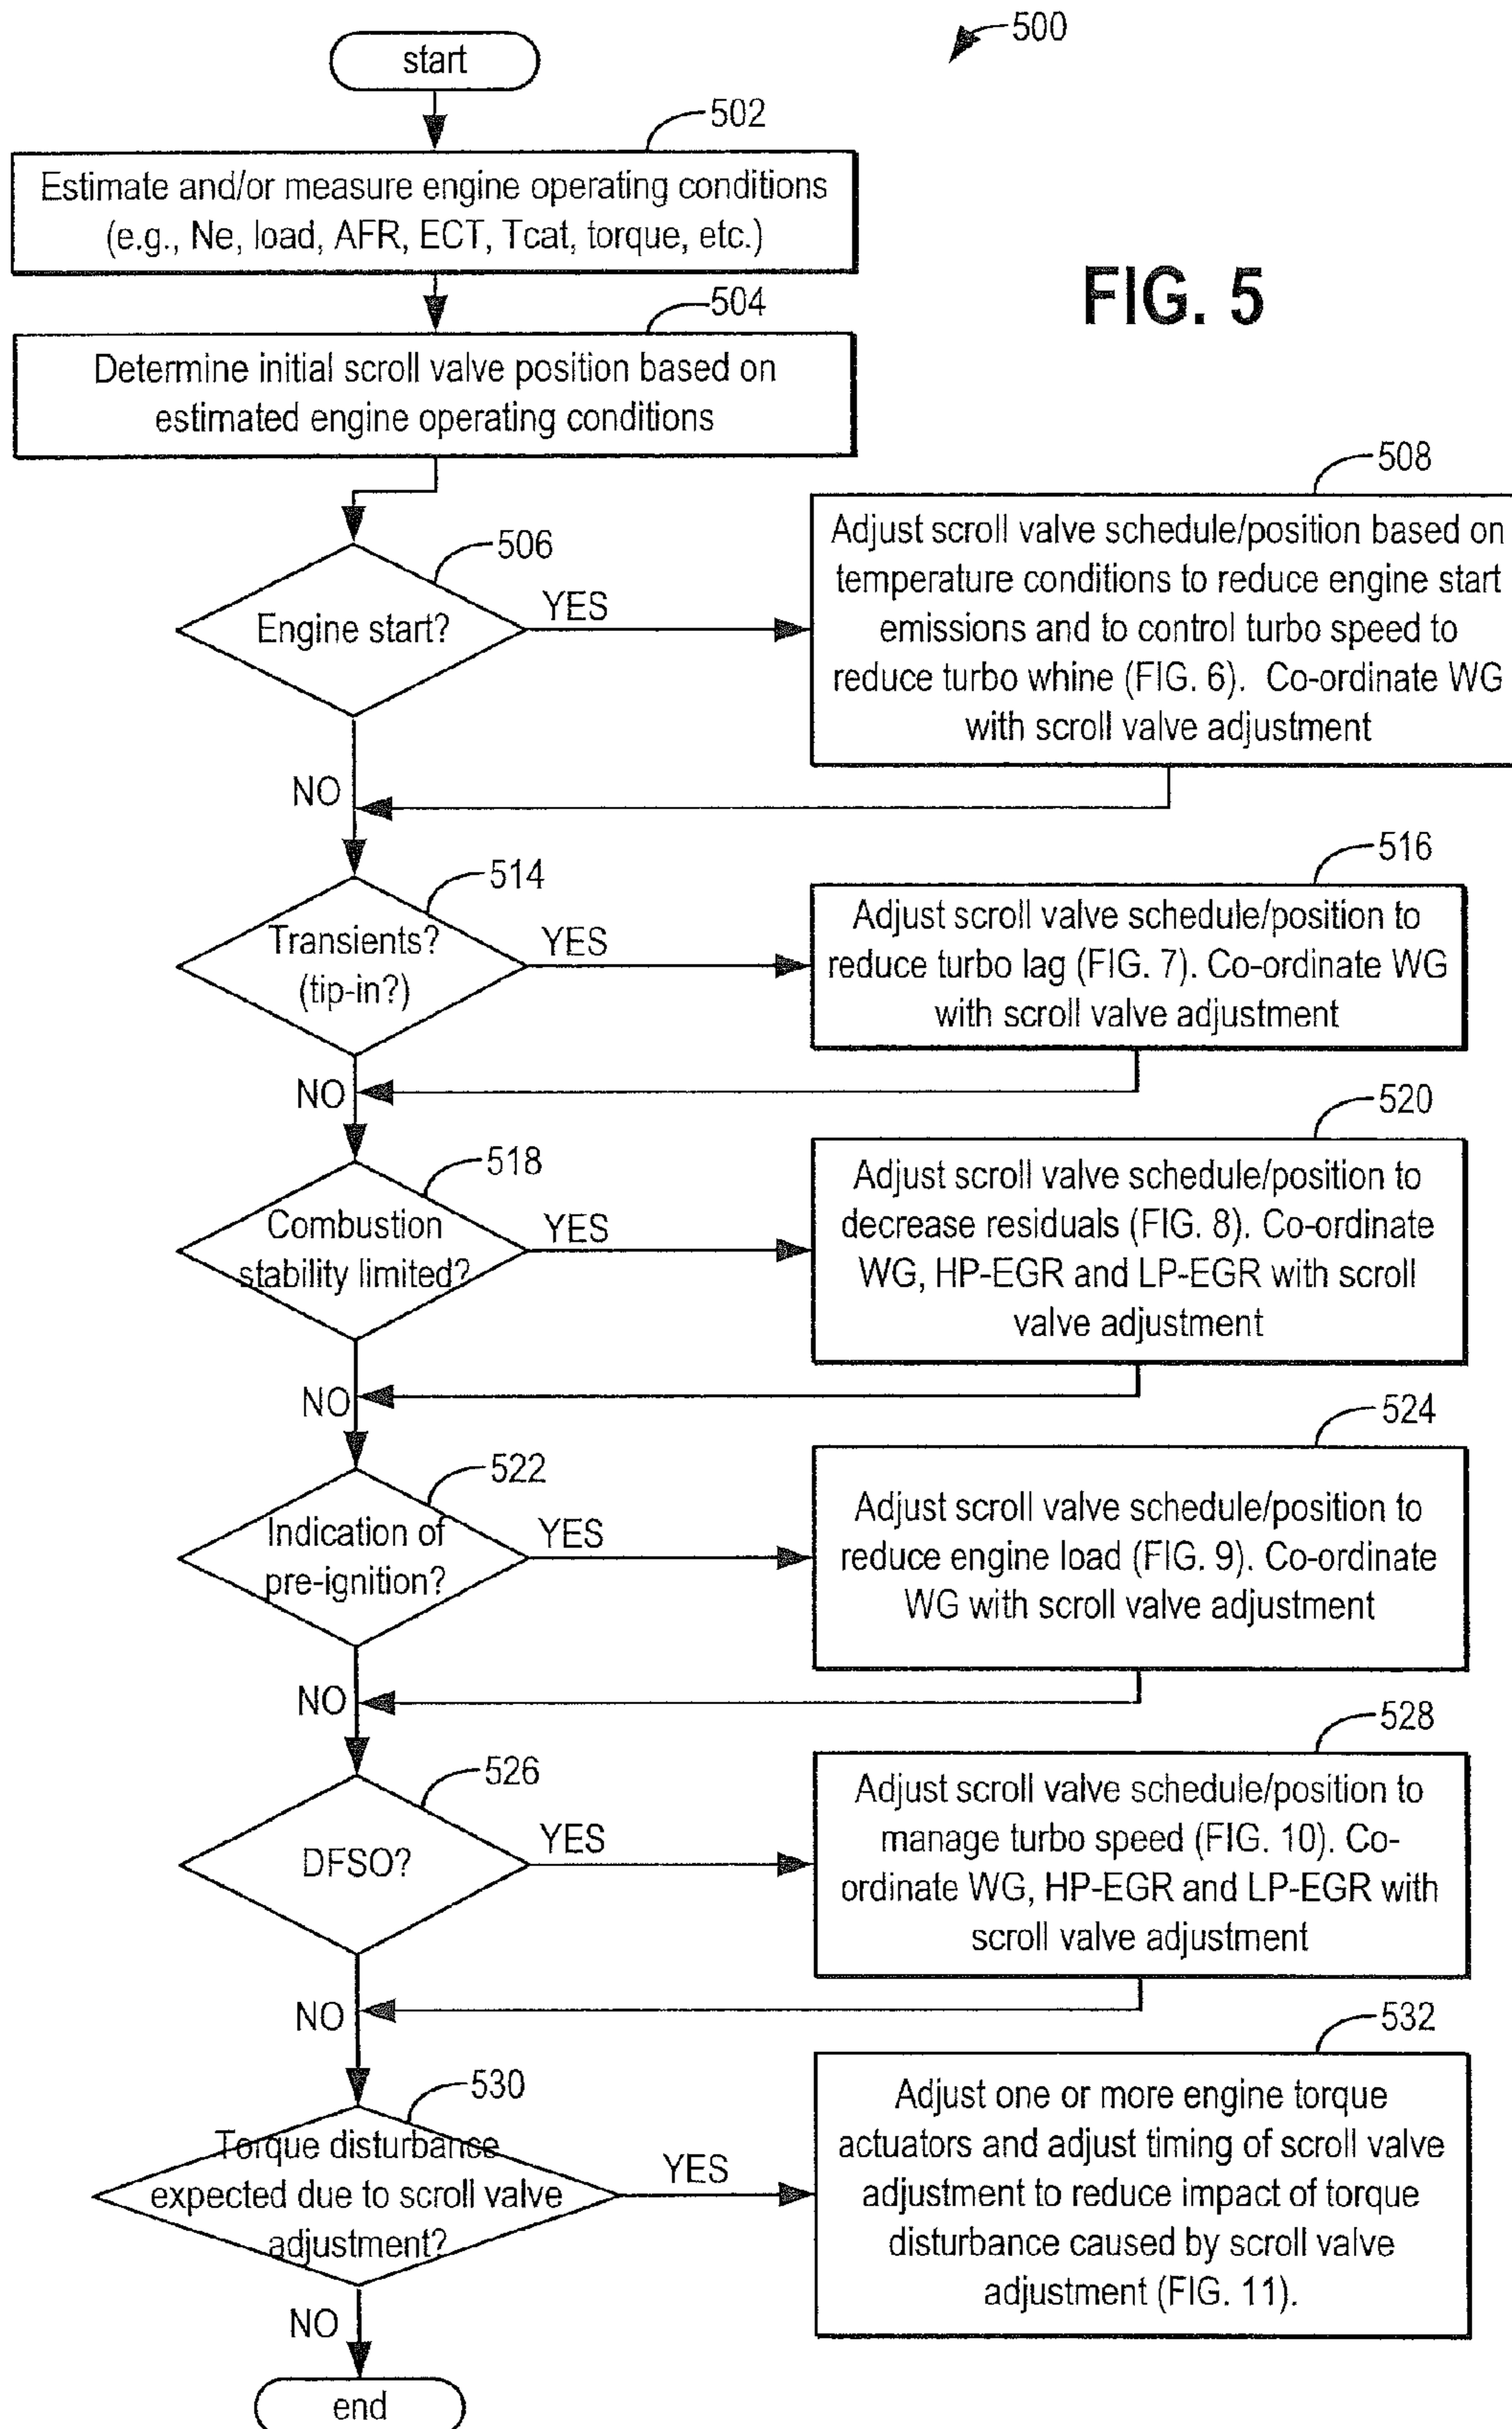 500
start
502
Estimate and/or measure engine operating conditions
(e.g., Ne, load, AFR, ECT, Tcat, torque, etc.)
FIG. 5
504
Determine initial scroll valve position based on
estimated engine operating conditions
506
Engine start?
YES
NO
508
Adjust scroll valve schedule/position based on
temperature conditions to reduce engine start
emissions and to control turbo speed to
reduce turbo whine (FIG. 6). Co-ordinate WG
with scroll valve adjustment
514
Transients?
(tip-in?)
YES
NO
516
Adjust scroll valve schedule/position to
reduce turbo lag (FIG. 7). Co-ordinate WG
with scroll valve adjustment
518
Combustion
stability limited?
YES
NO
520
Adjust scroll valve schedule/position to
decrease residuals (FIG. 8). Co-ordinate
WG, HP-EGR and LP-EGR with scroll
valve adjustment
522
Indication of
pre-ignition?
YES
NO
524
Adjust scroll valve schedule/position to
reduce engine load (FIG. 9). Co-ordinate
WG with scroll valve adjustment
526
DFSO?
YES
NO
528
Adjust scroll valve schedule/position to
manage turbo speed (FIG. 10). Co-
ordinate WG, HP-EGR and LP-EGR with
scroll valve adjustment
530
Torque disturbance
expected due to scroll valve
adjustment?
YES
NO
532
Adjust one or more engine torque
actuators and adjust timing of scroll valve
adjustment to reduce impact of torque
disturbance caused by scroll valve
adjustment (FIG. 11).
end